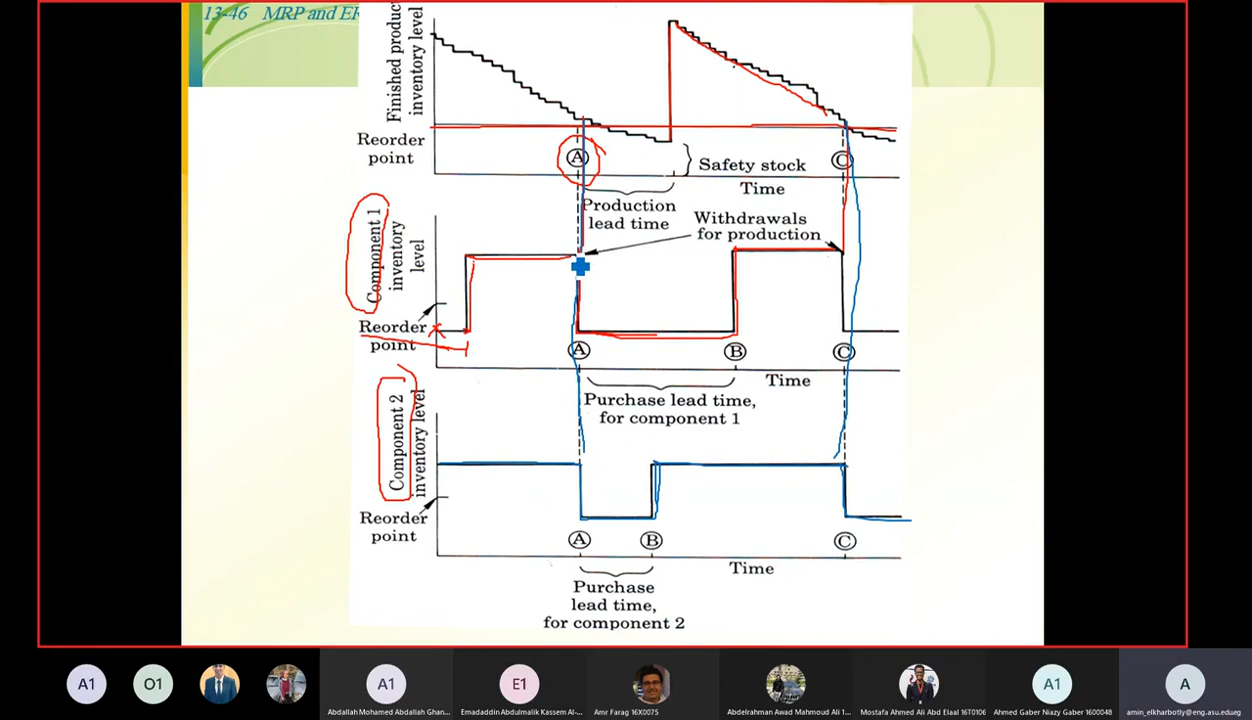 13-46 MRP and
Finished produc
inventory level
Reorder
point
A
C
Safety stock
Time
Production
lead time
Withdrawals
for production
Component 1
inventory
level
Reorder
point
A
B
C
Time
Purchase lead time,
for component 1
Component 2
inventory level
Reorder
point
A
B
C
Time
Purchase
lead time,
for component 2
A1
O1
A1
E1
A1
A
Abdallah Mohamed Abdallah Ghan...
Emadaddin Abdulmalik Kassem Al-...
Amr Farag 16X0075
Abdelrahman Awad Mahmoud Ali 1...
Mostafa Ahmed Ali Abd Elaal 16T0106
Ahmed Gaber Niazy Gaber 1600048
amin_elkharbotly@eng.asu.edueg